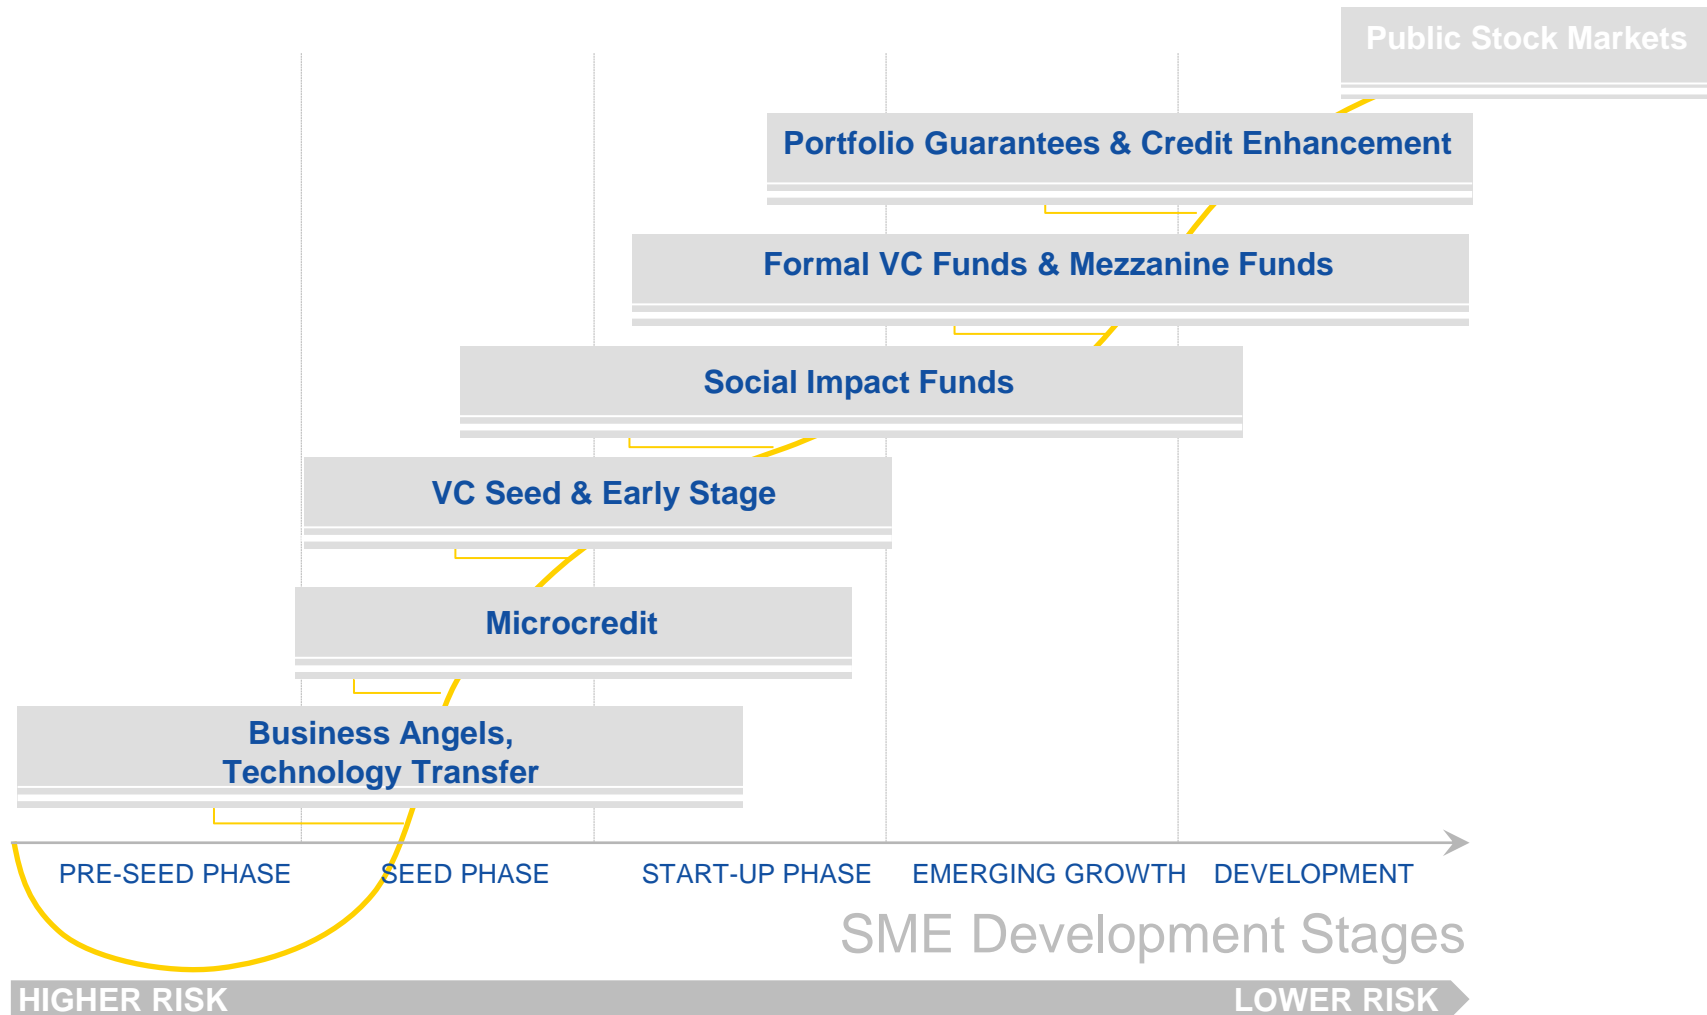 Public Stock Markets
Portfolio Guarantees & Credit Enhancement
Formal VC Funds & Mezzanine Funds
Social Impact Funds
VC Seed & Early Stage
Microcredit
Business Angels,
Technology Transfer
PRE-SEED PHASE SEED PHASE START-UP PHASE EMERGING GROWTH DEVELOPMENT
SME Development Stages
HIGHER RISK LOWER RISK